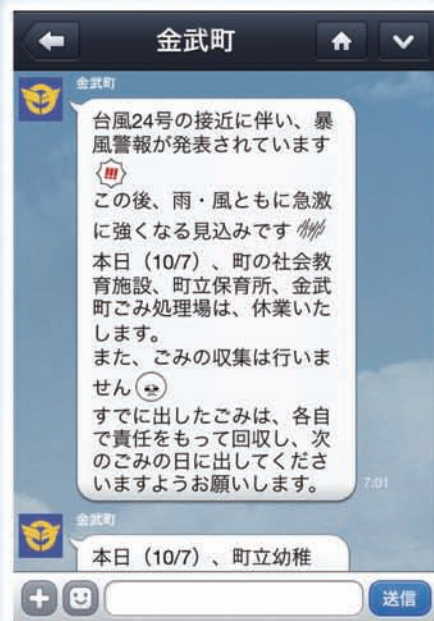 金武町
金武町
台風24号の接近に伴い、暴
風警報が発表されています
!!!
この後、雨・風ともに急激
に強くなる見込みです
本日（10/7）、町の社会教
育施設、町立保育所、金武
町ごみ処理場は、休業いた
します。
また、ごみの収集は行いま
せん
すでに出したごみは、各自
で責任をもって回収し、次
のごみの日に出してくださ
いますようお願いします。
7:01
金武町
本日（10/7）、町立幼稚
送信